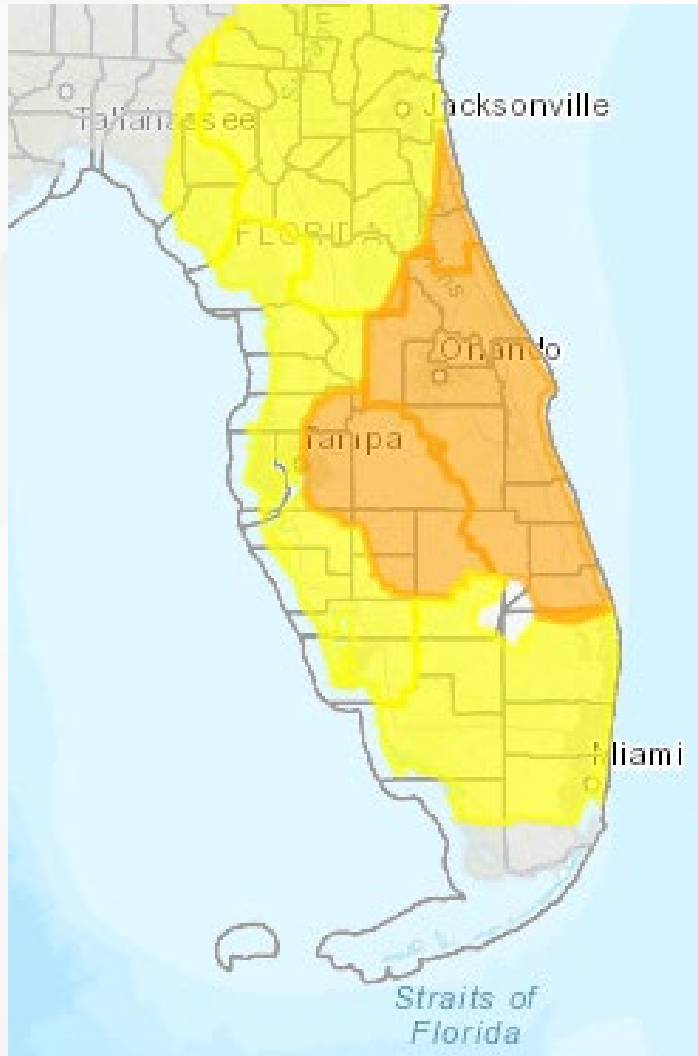 Jacksonville
Tallahassee
FLORIDA
Orlando
Tampa
Miami
Straits of
Florida